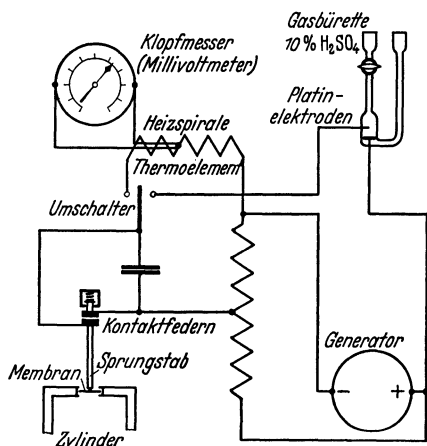 Klopfmesser
(Millivoltmeter)
Gasbürette
10% H₂SO₄
Platin-
elektroden
Heizspirale
Thermoelement
Umschalter
Kontaktfedern
Generator
Sprungstab
Membran
Zylinder
− +